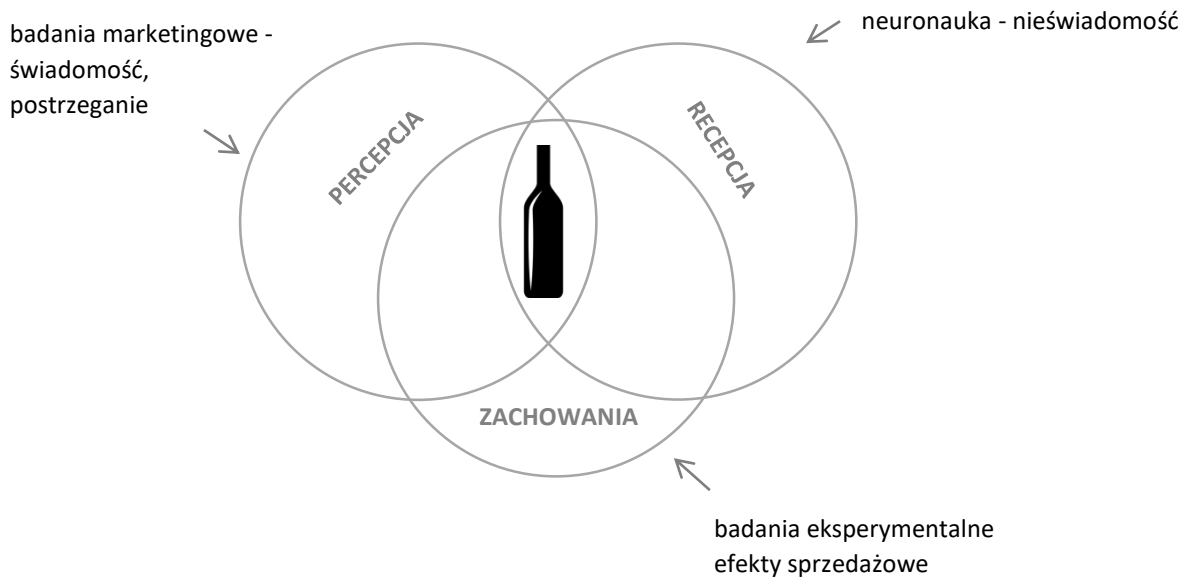 badania marketingowe -
świadomość,
postrzeganie
neuronauka - nieświadomość
PERCEPCJA
RECEPCJA
ZACHOWANIA
badania eksperymentalne
efekty sprzedażowe